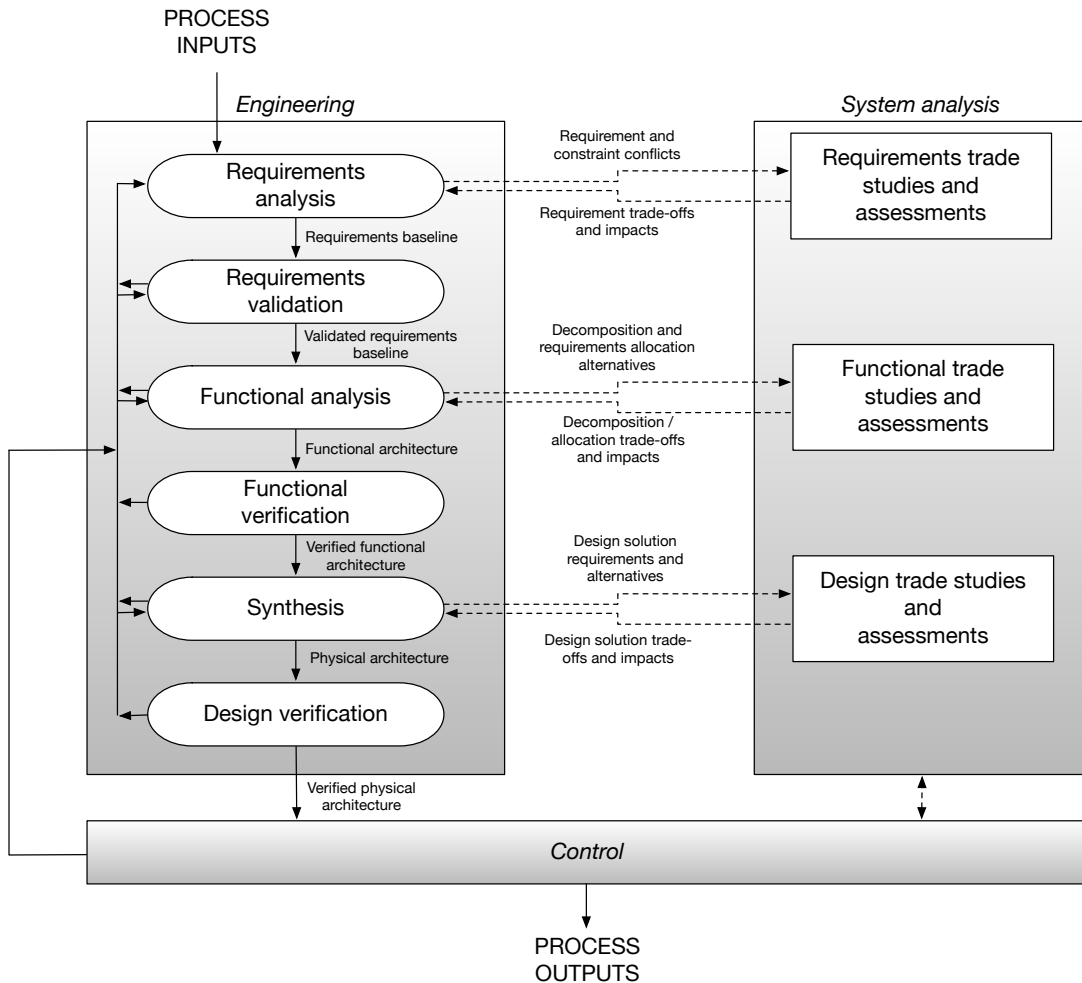 PROCESS
INPUTS
Engineering
System analysis
Requirements
analysis
Requirement and
constraint conflicts
Requirement trade-offs
and impacts
Requirements trade
studies and
assessments
Requirements baseline
Requirements
validation
Validated requirements
baseline
Functional analysis
Decomposition and
requirements allocation
alternatives
Decomposition /
allocation trade-offs
and impacts
Functional trade
studies and
assessments
Functional architecture
Functional
verification
Verified functional
architecture
Synthesis
Design solution
requirements and
alternatives
Design solution trade-
offs and impacts
Design trade studies
and
assessments
Physical architecture
Design verification
Verified physical
architecture
Control
PROCESS
OUTPUTS